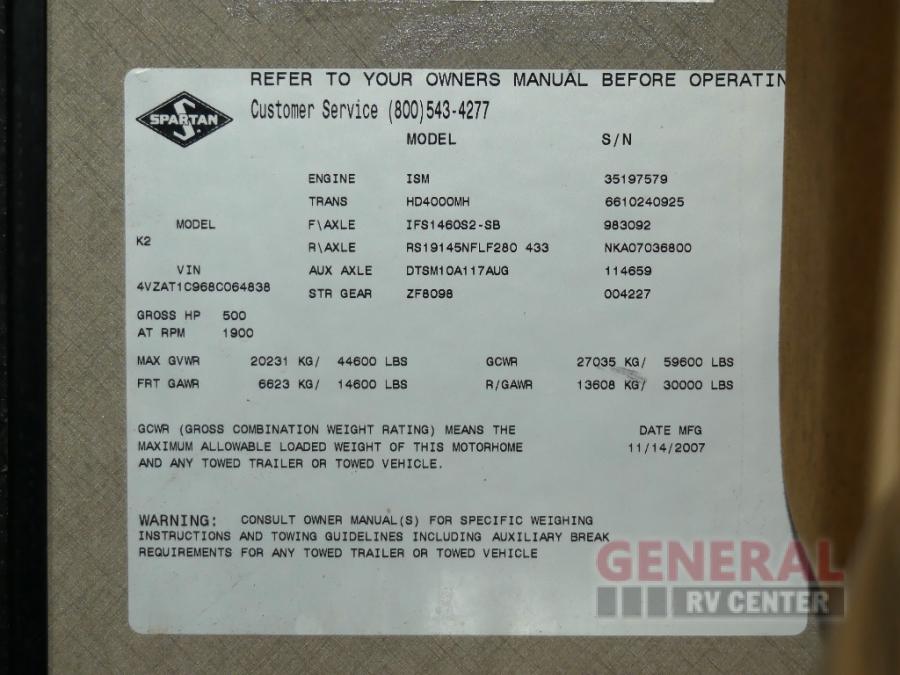 REFER TO YOUR OWNERS MANUAL BEFORE OPERATIN
SPARTAN
Customer Service (800)543-4277
MODEL S/N
ENGINE ISM 35197579
TRANS HD4000MH 6610240925
MODEL F\AXLE IFS1460S2-SB 983092
K2 R\AXLE RS19145NFLF280 433 NKA07036800
VIN AUX AXLE DTSM10A117AUG 114659
4VZAT1C968C064838 STR GEAR ZF8098 004227
GROSS HP 500
AT RPM 1900
MAX GVWR 20231 KG/ 44600 LBS GCWR 27035 KG/ 59600 LBS
FRT GAWR 6623 KG/ 14600 LBS R/GAWR 13608 KG/ 30000 LBS
GCWR (GROSS COMBINATION WEIGHT RATING) MEANS THE DATE MFG
MAXIMUM ALLOWABLE LOADED WEIGHT OF THIS MOTORHOME 11/14/2007
AND ANY TOWED TRAILER OR TOWED VEHICLE.
WARNING: CONSULT OWNER MANUAL(S) FOR SPECIFIC WEIGHING
INSTRUCTIONS AND TOWING GUIDELINES INCLUDING AUXILIARY BREAK
REQUIREMENTS FOR ANY TOWED TRAILER OR TOWED VEHICLE
GENERAL
RV CENTER